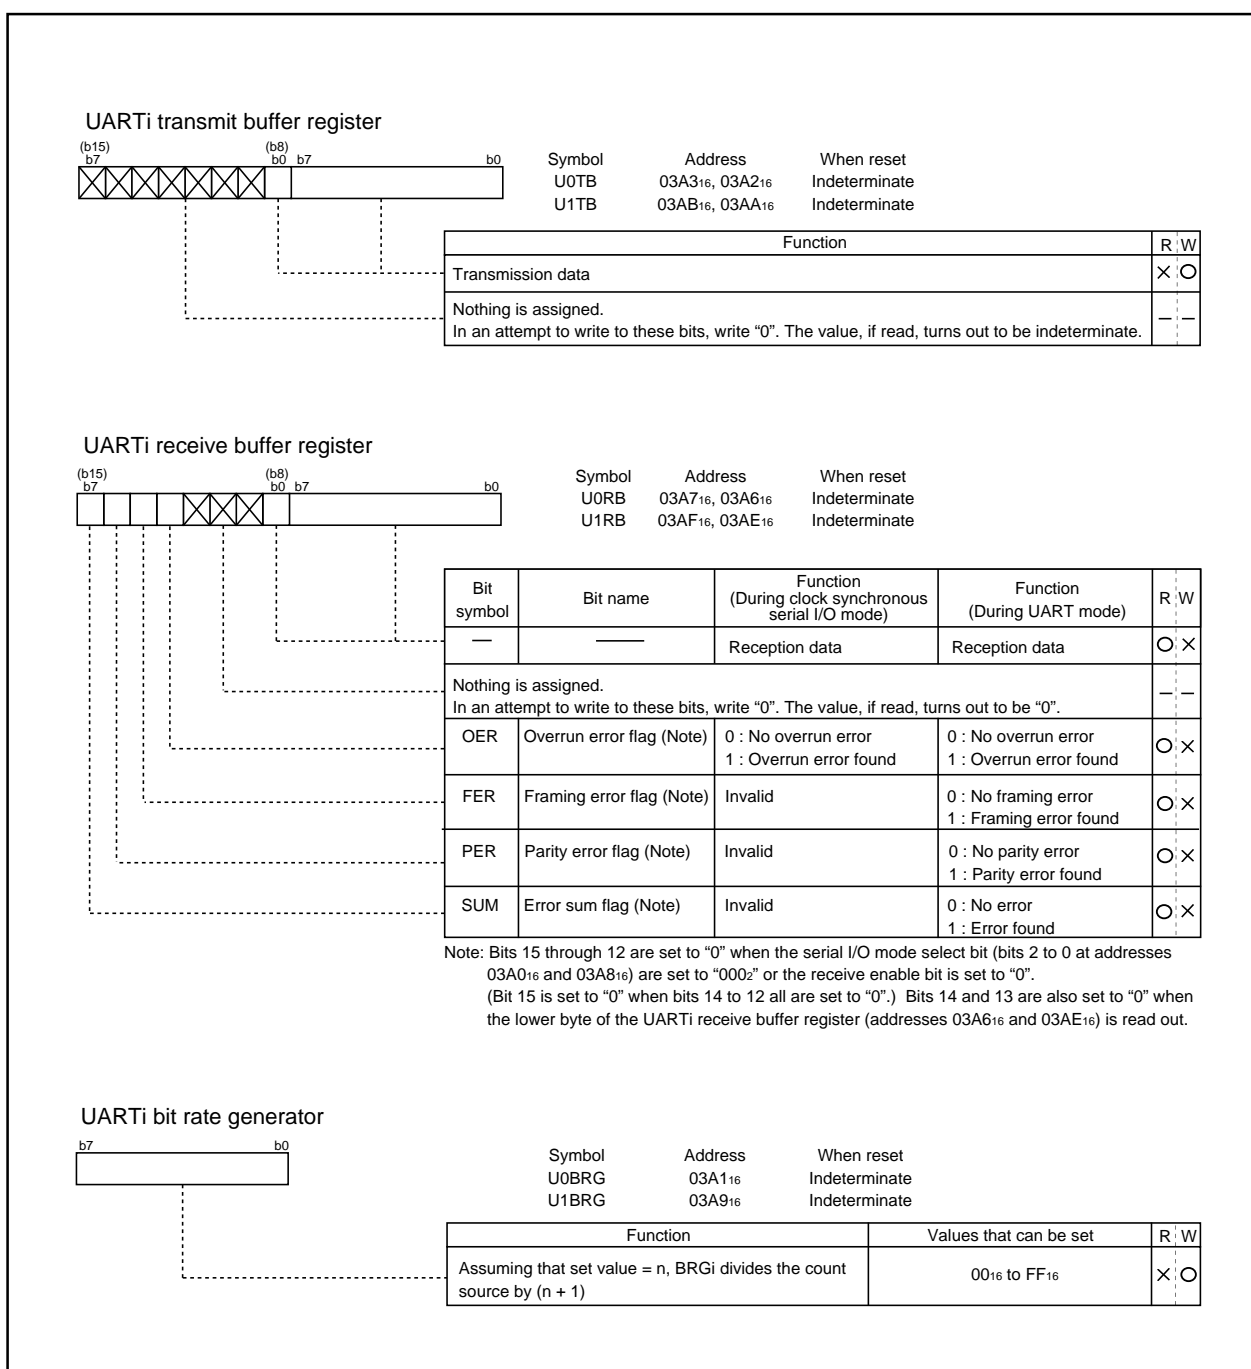 UARTi transmit buffer register
(b15) (b8)
b7 b0 b7 b0
Symbol Address When reset
U0TB 03A3₁₆, 03A2₁₆ Indeterminate
U1TB 03AB₁₆, 03AA₁₆ Indeterminate
Function R W
Transmission data × ○
Nothing is assigned.
In an attempt to write to these bits, write “0”. The value, if read, turns out to be indeterminate. — —
UARTi receive buffer register
(b15) (b8)
b7 b0 b7 b0
Symbol Address When reset
U0RB 03A7₁₆, 03A6₁₆ Indeterminate
U1RB 03AF₁₆, 03AE₁₆ Indeterminate
Bit symbol Bit name Function (During clock synchronous serial I/O mode) Function (During UART mode) R W
— — Reception data Reception data ○ ×
Nothing is assigned.
In an attempt to write to these bits, write “0”. The value, if read, turns out to be “0”. — —
OER Overrun error flag (Note) 0 : No overrun error 0 : No overrun error ○ ×
1 : Overrun error found 1 : Overrun error found
FER Framing error flag (Note) Invalid 0 : No framing error ○ ×
1 : Framing error found
PER Parity error flag (Note) Invalid 0 : No parity error ○ ×
1 : Parity error found
SUM Error sum flag (Note) Invalid 0 : No error ○ ×
1 : Error found
Note: Bits 15 through 12 are set to “0” when the serial I/O mode select bit (bits 2 to 0 at addresses
03A0₁₆ and 03A8₁₆) are set to “000₂” or the receive enable bit is set to “0”.
(Bit 15 is set to “0” when bits 14 to 12 all are set to “0”.) Bits 14 and 13 are also set to “0” when
the lower byte of the UARTi receive buffer register (addresses 03A6₁₆ and 03AE₁₆) is read out.
UARTi bit rate generator
b7 b0
Symbol Address When reset
U0BRG 03A1₁₆ Indeterminate
U1BRG 03A9₁₆ Indeterminate
Function Values that can be set R W
Assuming that set value = n, BRGi divides the count 00₁₆ to FF₁₆ × ○
source by (n + 1)